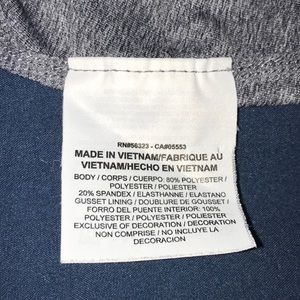 RN#56323 - CA#05553
MADE IN VIETNAM/FABRIQUE AU
VIETNAM/HECHO EN VIETNAM
BODY / CORPS / CUERPO: 80% POLYESTER /
POLYESTER / POLIESTER
20% SPANDEX / ELASTHANNE / ELASTANO
GUSSET LINING / DOUBLURE DE GOUSSET /
FORRO DEL PUENTE INTERIOR: 100%
POLYESTER / POLYESTER / POLIESTER
EXCLUSIVE OF DECORATION / DECORATION
NON COMPRISE / NO INCLUYE LA
DECORACION